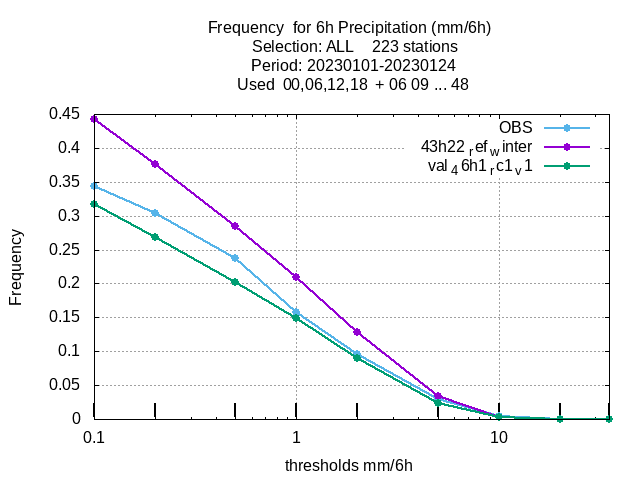 Frequency  for 6h Precipitation (mm/6h)
Selection: ALL    223 stations
Period: 20230101-20230124
Used  00,06,12,18  + 06 09 ... 48
OBS
43h22refwinter
val46h1rc1v1
0.45
0.4
0.35
0.3
0.25
0.2
0.15
0.1
0.05
0
Frequency
0.1 1 10
thresholds mm/6h